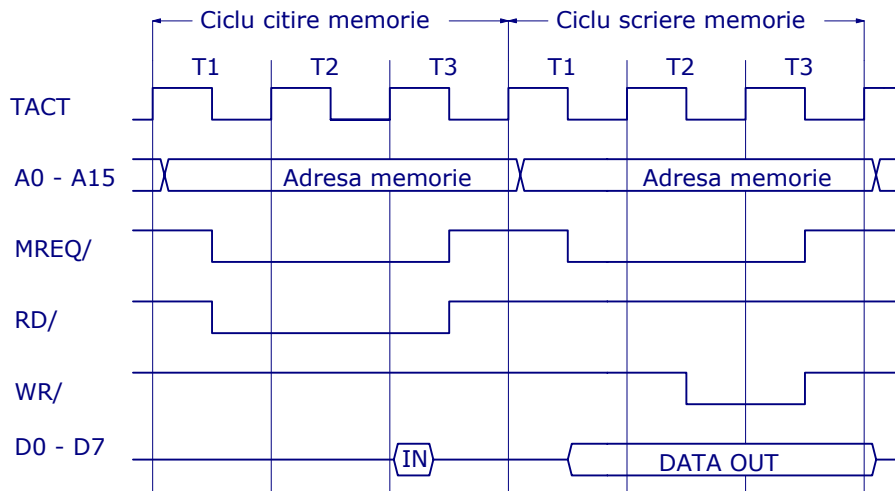 Ciclu citire memorie Ciclu scriere memorie
T1 T2 T3 T1 T2 T3
TACT
A0 - A15 Adresa memorie Adresa memorie
MREQ/
RD/
WR/
D0 - D7 IN DATA OUT